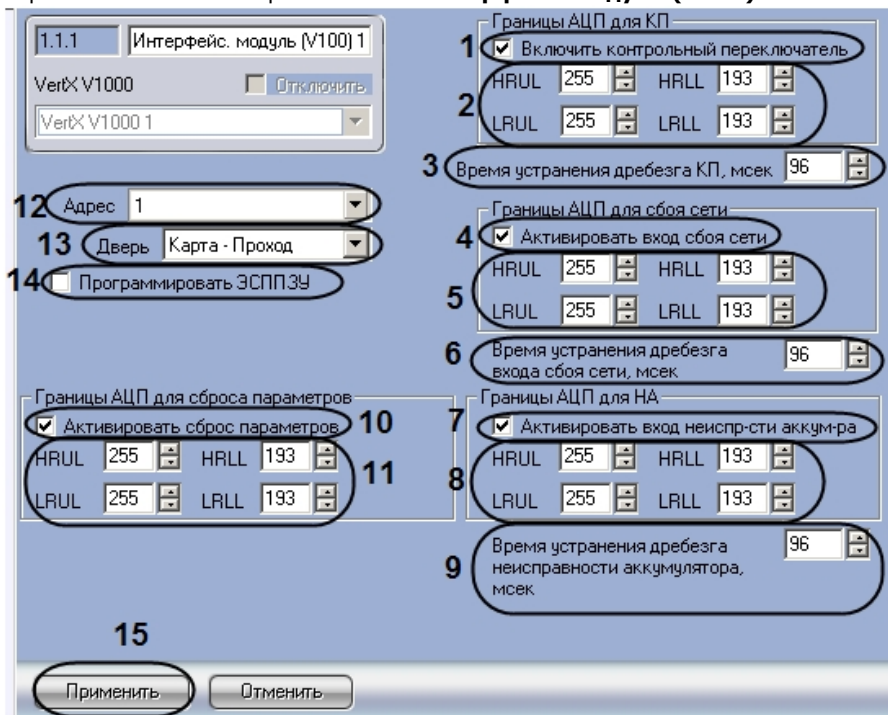 1.1.1 Интерфейс. модуль (V100) 1
VertX V1000 Отключить
VertX V1000 1
12 Адрес 1
13 Дверь Карта - Проход
14 Программировать ЭСППЗУ
Границы АЦП для КП
1 Включить контрольный переключатель
2
HRUL 255 HRLL 193
LRUL 255 LRLL 193
3 Время устранения дребезга КП, мсек 96
Границы АЦП для сбоя сети
4 Активировать вход сбоя сети
5
HRUL 255 HRLL 193
LRUL 255 LRLL 193
6 Время устранения дребезга 96
входа сбоя сети, мсек
Границы АЦП для сброса параметров
Активировать сброс параметров 10
HRUL 255 HRLL 193
11
LRUL 255 LRLL 193
Границы АЦП для НА
7 Активировать вход неиспр-сти аккум-ра
HRUL 255 HRLL 193
8
LRUL 255 LRLL 193
9
Время устранения дребезга 96
неисправности аккумулятора,
мсек
15
Применить Отменить